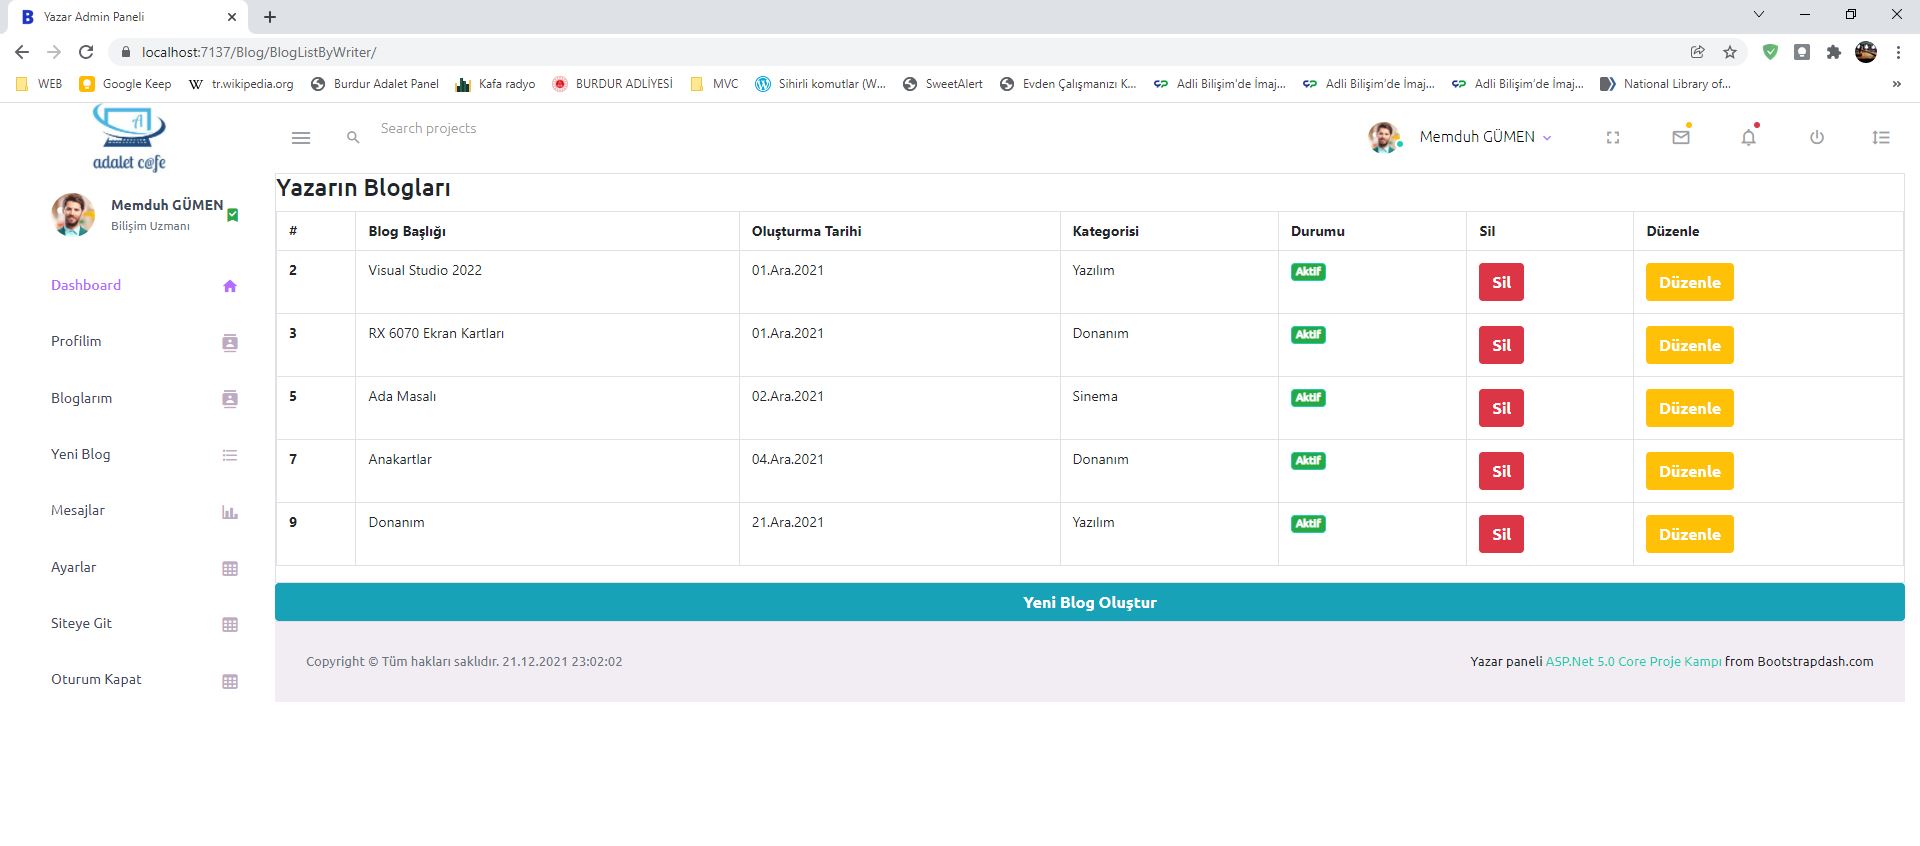 Yazar Admin Paneli
localhost:7137/Blog/BlogListByWriter/
WEB Google Keep tr.wikipedia.org Burdur Adalet Panel Kafa radyo BURDUR ADLİYESİ MVC Sihirli komutlar (W... SweetAlert Evden Çalışmanızı K... Adli Bilişim'de İmaj... Adli Bilişim'de İmaj... Adli Bilişim'de İmaj... National Library of...
adalet c@fe
Search projects
Memduh GÜMEN
Memduh GÜMEN
Bilişim Uzmanı
Dashboard
Profilim
Bloglarım
Yeni Blog
Mesajlar
Ayarlar
Siteye Git
Oturum Kapat
Yazarın Blogları
# Blog Başlığı Oluşturma Tarihi Kategorisi Durumu Sil Düzenle
2 Visual Studio 2022 01.Ara.2021 Yazılım Aktif Sil Düzenle
3 RX 6070 Ekran Kartları 01.Ara.2021 Donanım Aktif Sil Düzenle
5 Ada Masalı 02.Ara.2021 Sinema Aktif Sil Düzenle
7 Anakartlar 04.Ara.2021 Donanım Aktif Sil Düzenle
9 Donanım 21.Ara.2021 Yazılım Aktif Sil Düzenle
Yeni Blog Oluştur
Copyright © Tüm hakları saklıdır. 21.12.2021 23:02:02
Yazar paneli ASP.Net 5.0 Core Proje Kampı from Bootstrapdash.com